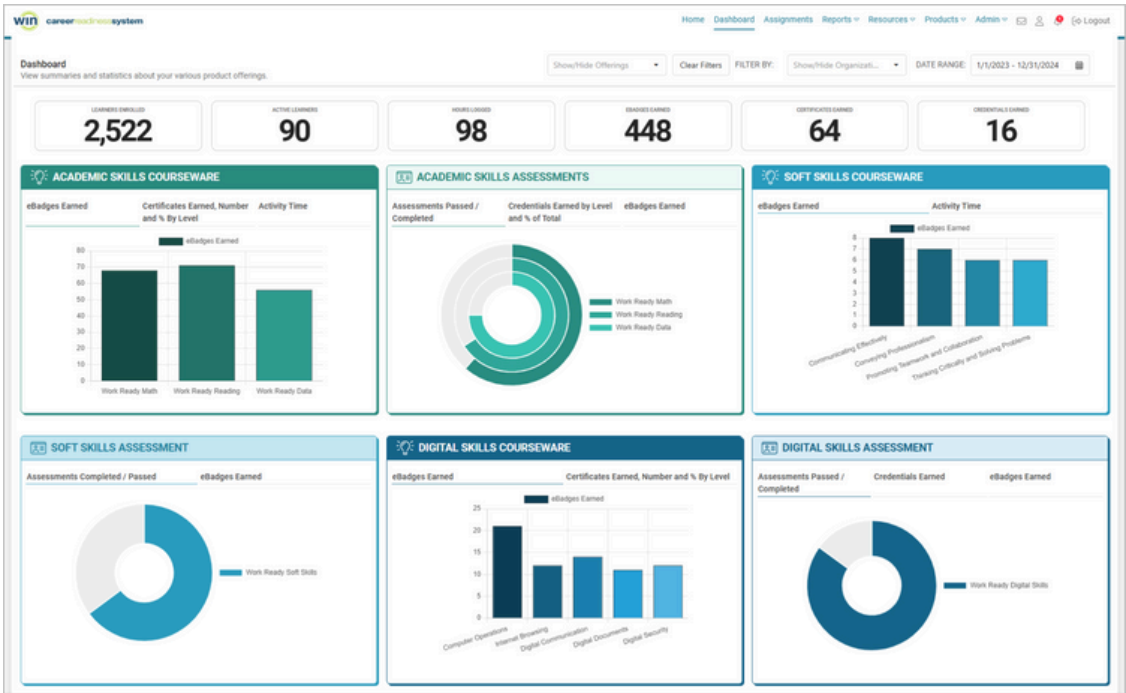 WIN careerreadinesssystem
Home Dashboard Assignments Reports Resources Products Admin Logout
Dashboard
View summaries and statistics about your various product offerings.
Show/Hide Offerings Clear Filters FILTER BY: Show/Hide Organizati... DATE RANGE: 1/1/2023 - 12/31/2024
LEARNERS ENROLLED
2,522
ACTIVE LEARNERS
90
HOURS LOGGED
98
EBADGES EARNED
448
CERTIFICATES EARNED
64
CREDENTIALS EARNED
16
ACADEMIC SKILLS COURSEWARE
eBadges Earned
Certificates Earned, Number
and % By Level
Activity Time
eBadges Earned
80
70
60
50
40
30
20
10
0
Work Ready Math
Work Ready Reading
Work Ready Data
ACADEMIC SKILLS ASSESSMENTS
Assessments Passed /
Completed
Credentials Earned by Level
and % of Total
eBadges Earned
Work Ready Math
Work Ready Reading
Work Ready Data
SOFT SKILLS COURSEWARE
eBadges Earned
Activity Time
eBadges Earned
8
7
6
5
4
3
2
1
0
Communicating Effectively
Conveying Professionalism
Promoting Teamwork and Collaboration
Thinking Critically and Solving Problems
SOFT SKILLS ASSESSMENT
Assessments Completed / Passed
eBadges Earned
Work Ready Soft Skills
DIGITAL SKILLS COURSEWARE
eBadges Earned
Certificates Earned, Number and % By Level
eBadges Earned
25
20
15
10
5
0
Computer Operations
Internet Browsing
Digital Communication
Digital Documents
Digital Security
DIGITAL SKILLS ASSESSMENT
Assessments Passed /
Completed
Credentials Earned
eBadges Earned
Work Ready Digital Skills